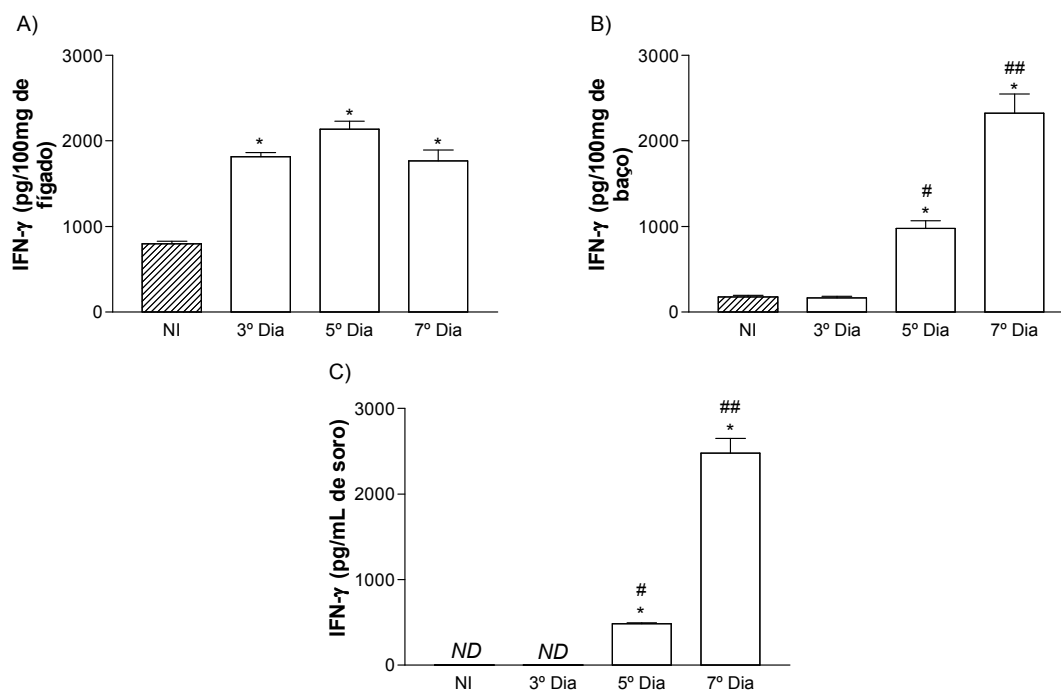 A)
IFN-γ (pg/100mg de
fígado)
3000
2000
1000
0
*
*
*
NI
3º Dia
5º Dia
7º Dia
B)
IFN-γ (pg/100mg de
baço)
3000
2000
1000
0
#
*
##
*
NI
3º Dia
5º Dia
7º Dia
C)
IFN-γ (pg/mL de soro)
3000
2000
1000
0
ND
ND
#
*
##
*
NI
3º Dia
5º Dia
7º Dia